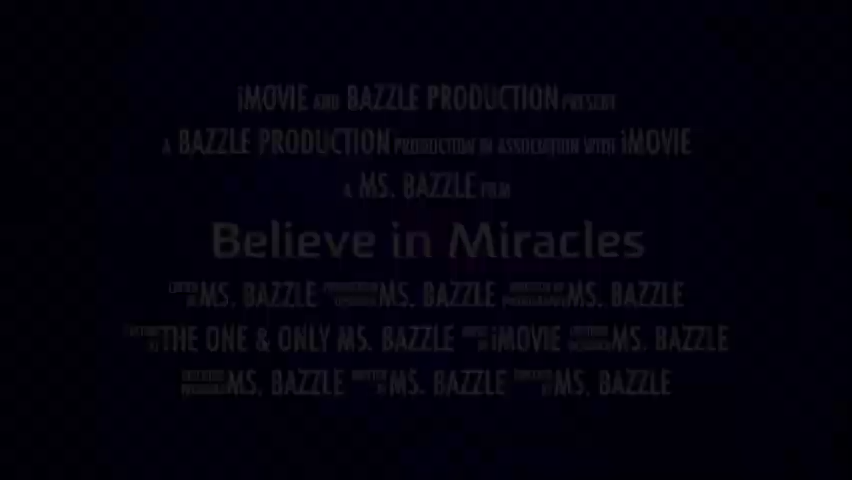 iMOVIE AND BAZZLE PRODUCTION PRESENT
A BAZZLE PRODUCTION PRODUCTION IN ASSOCIATION WITH iMOVIE
A MS. BAZZLE FILM
Believe in Miracles
MS. BAZZLE MS. BAZZLE MS. BAZZLE
THE ONE & ONLY MS. BAZZLE iMOVIE MS. BAZZLE
MS. BAZZLE MS. BAZZLE MS. BAZZLE